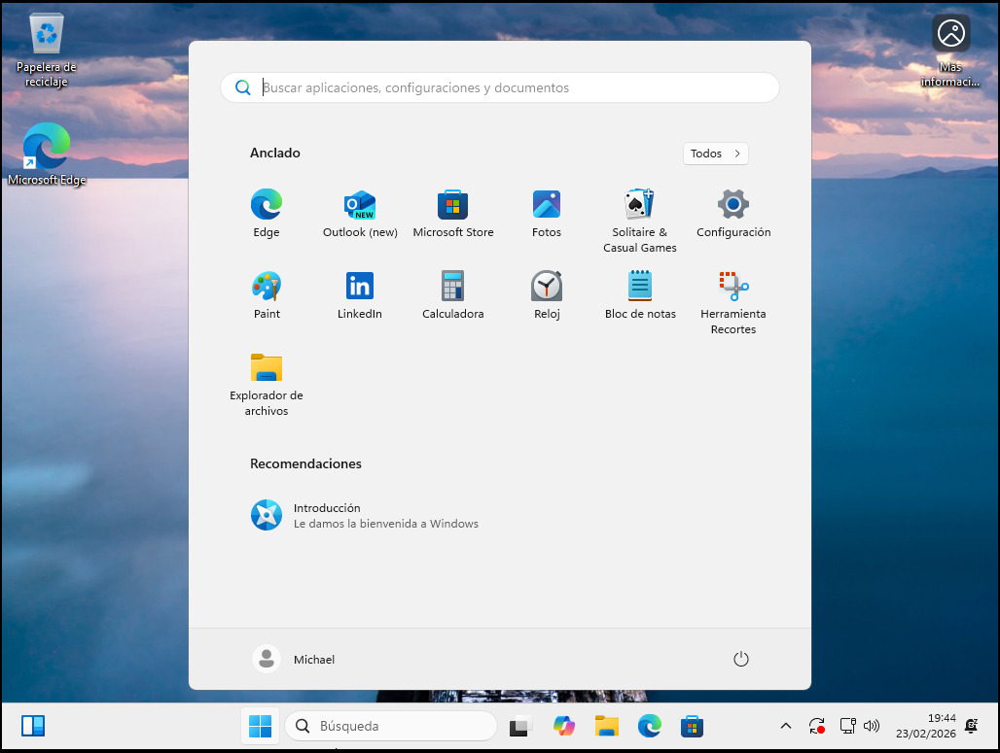 Papelera de
reciclaje
Microsoft Edge
Más
informaci...
Buscar aplicaciones, configuraciones y documentos
Anclado
Todos
Edge
Outlook (new)
Microsoft Store
Fotos
Solitaire &
Casual Games
Configuración
NEW
Paint
LinkedIn
Calculadora
Reloj
Bloc de notas
Herramienta
Recortes
Explorador de
archivos
Recomendaciones
Introducción
Le damos la bienvenida a Windows
Michael
Búsqueda
19:44
23/02/2026